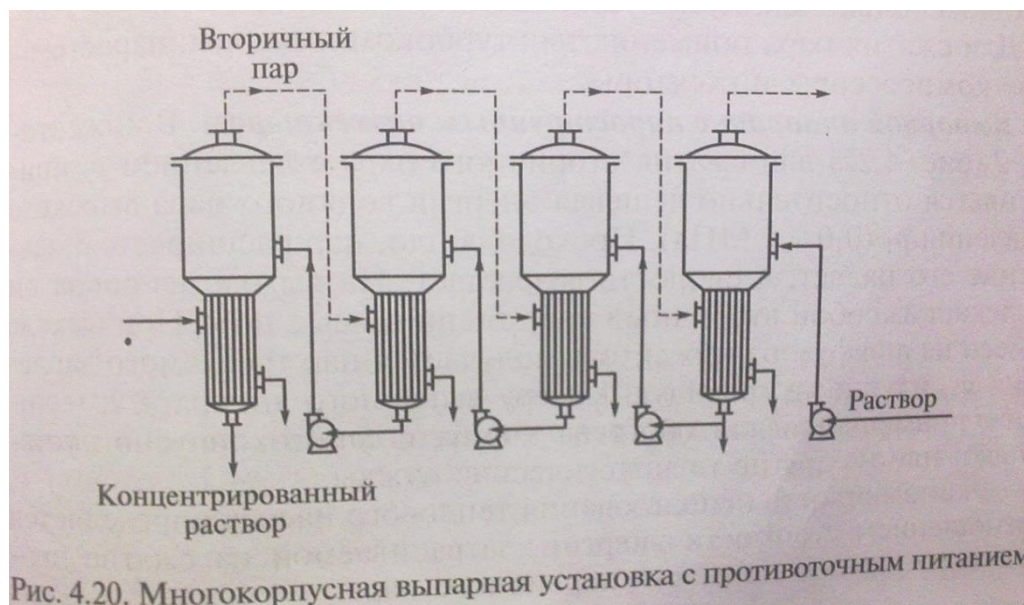 Вторичный
пар
Раствор
Концентрированный
раствор
Рис. 4.20. Многокорпусная выпарная установка с противоточным питанием